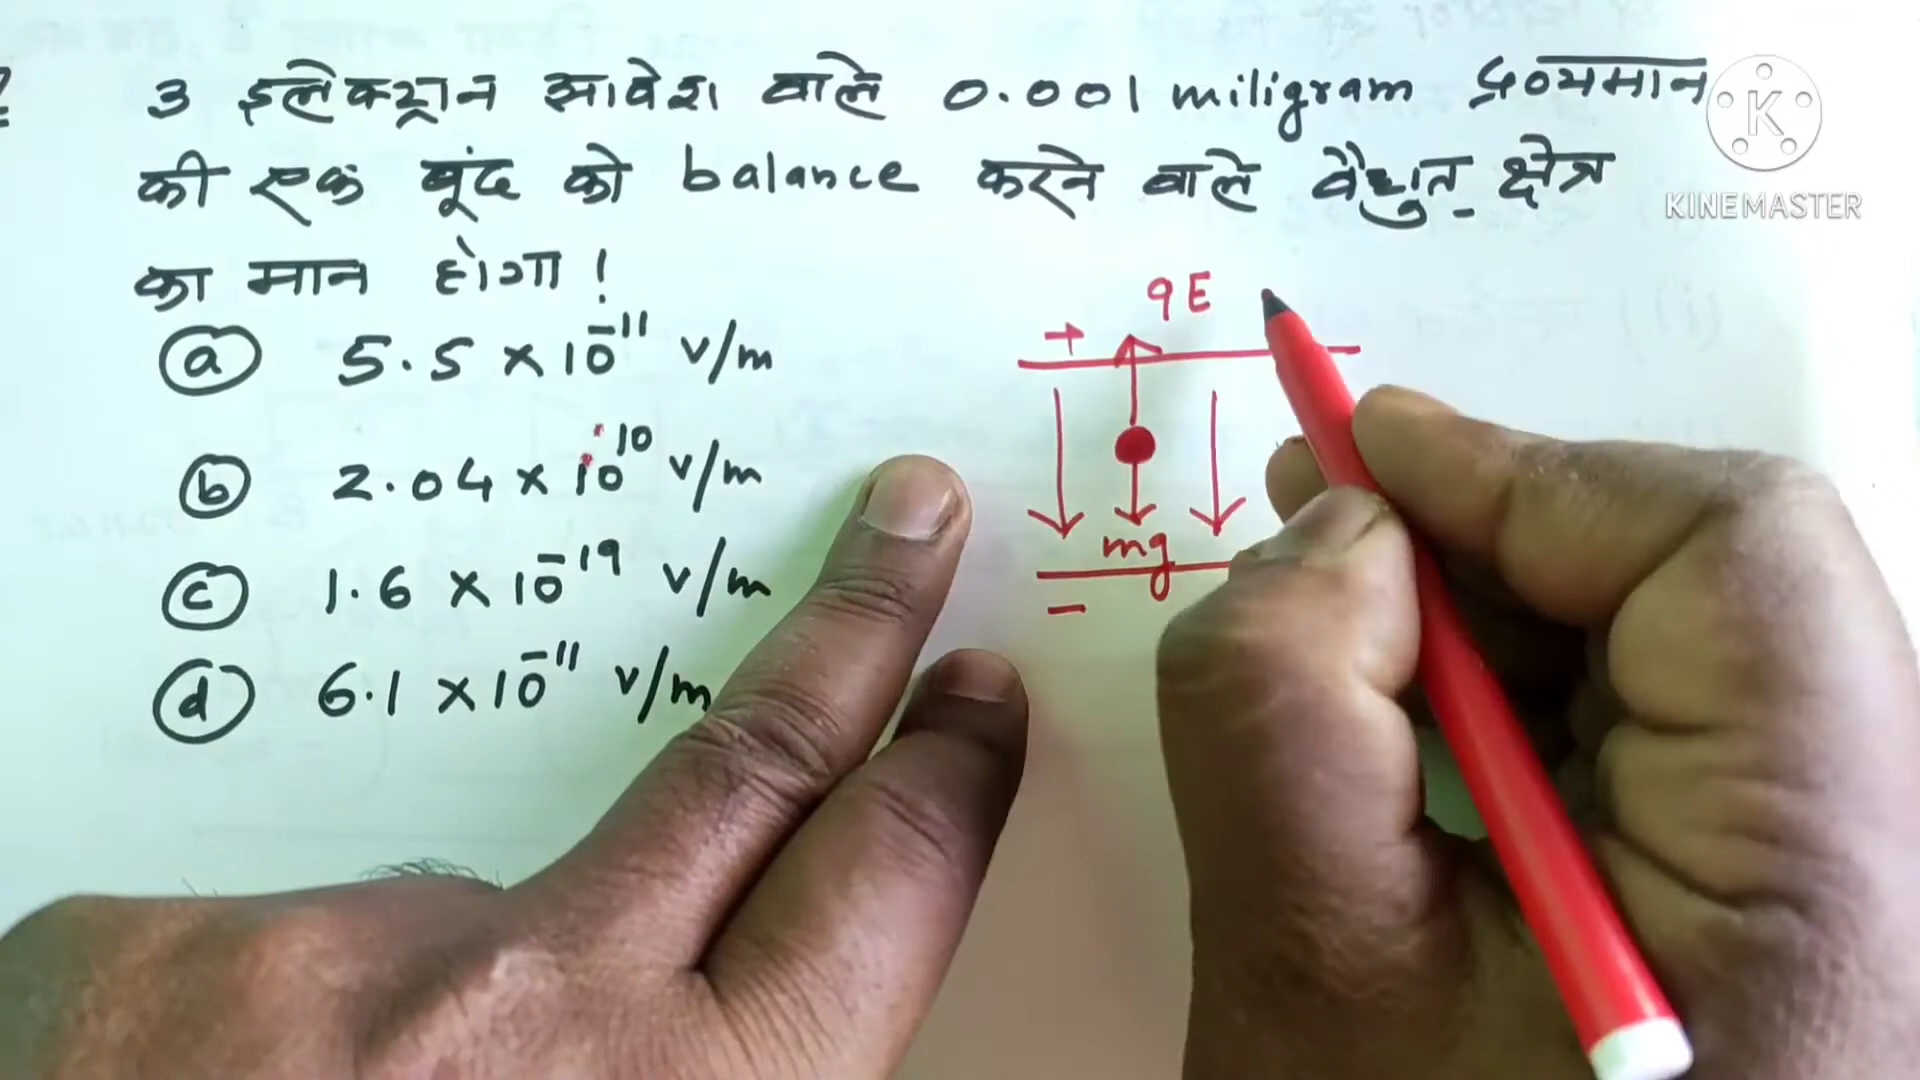 3 इलेक्ट्रान आवेश वाले 0.001 miligram द्रव्यमान
की एक बूंद को balance करने वाले वैधुत क्षेत्र
का मान होगा !
qE
+
ⓐ 5.5 × 10⁻¹¹ v/m
ⓑ 2.04 × 10¹⁰ v/m
mg
ⓒ 1.6 × 10⁻¹⁹ v/m
−
ⓓ 6.1 × 10⁻¹¹ v/m
K
KINEMASTER